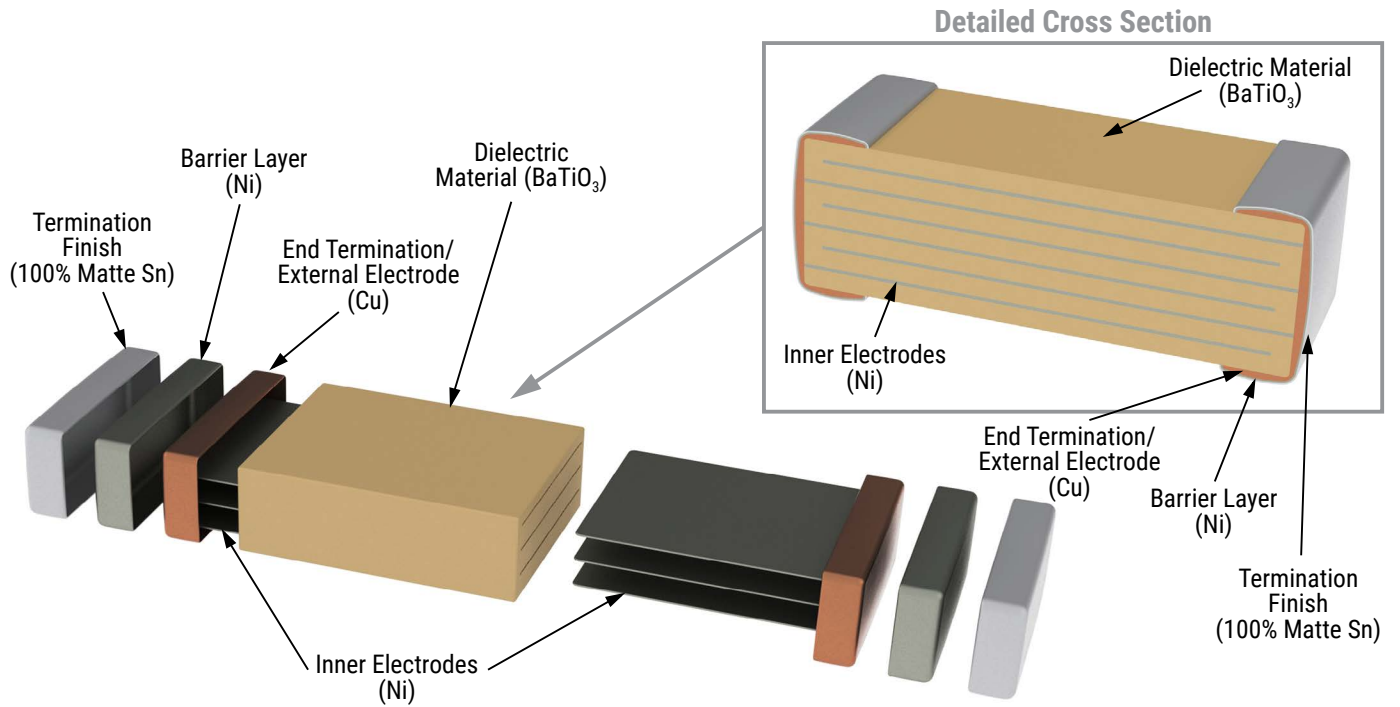 Detailed Cross Section
Dielectric Material
(BaTiO₃)
Inner Electrodes
(Ni)
End Termination/
External Electrode
(Cu)
Barrier Layer
(Ni)
Termination
Finish
(100% Matte Sn)
Termination
Finish
(100% Matte Sn)
Barrier Layer
(Ni)
End Termination/
External Electrode
(Cu)
Dielectric
Material (BaTiO₃)
Inner Electrodes
(Ni)